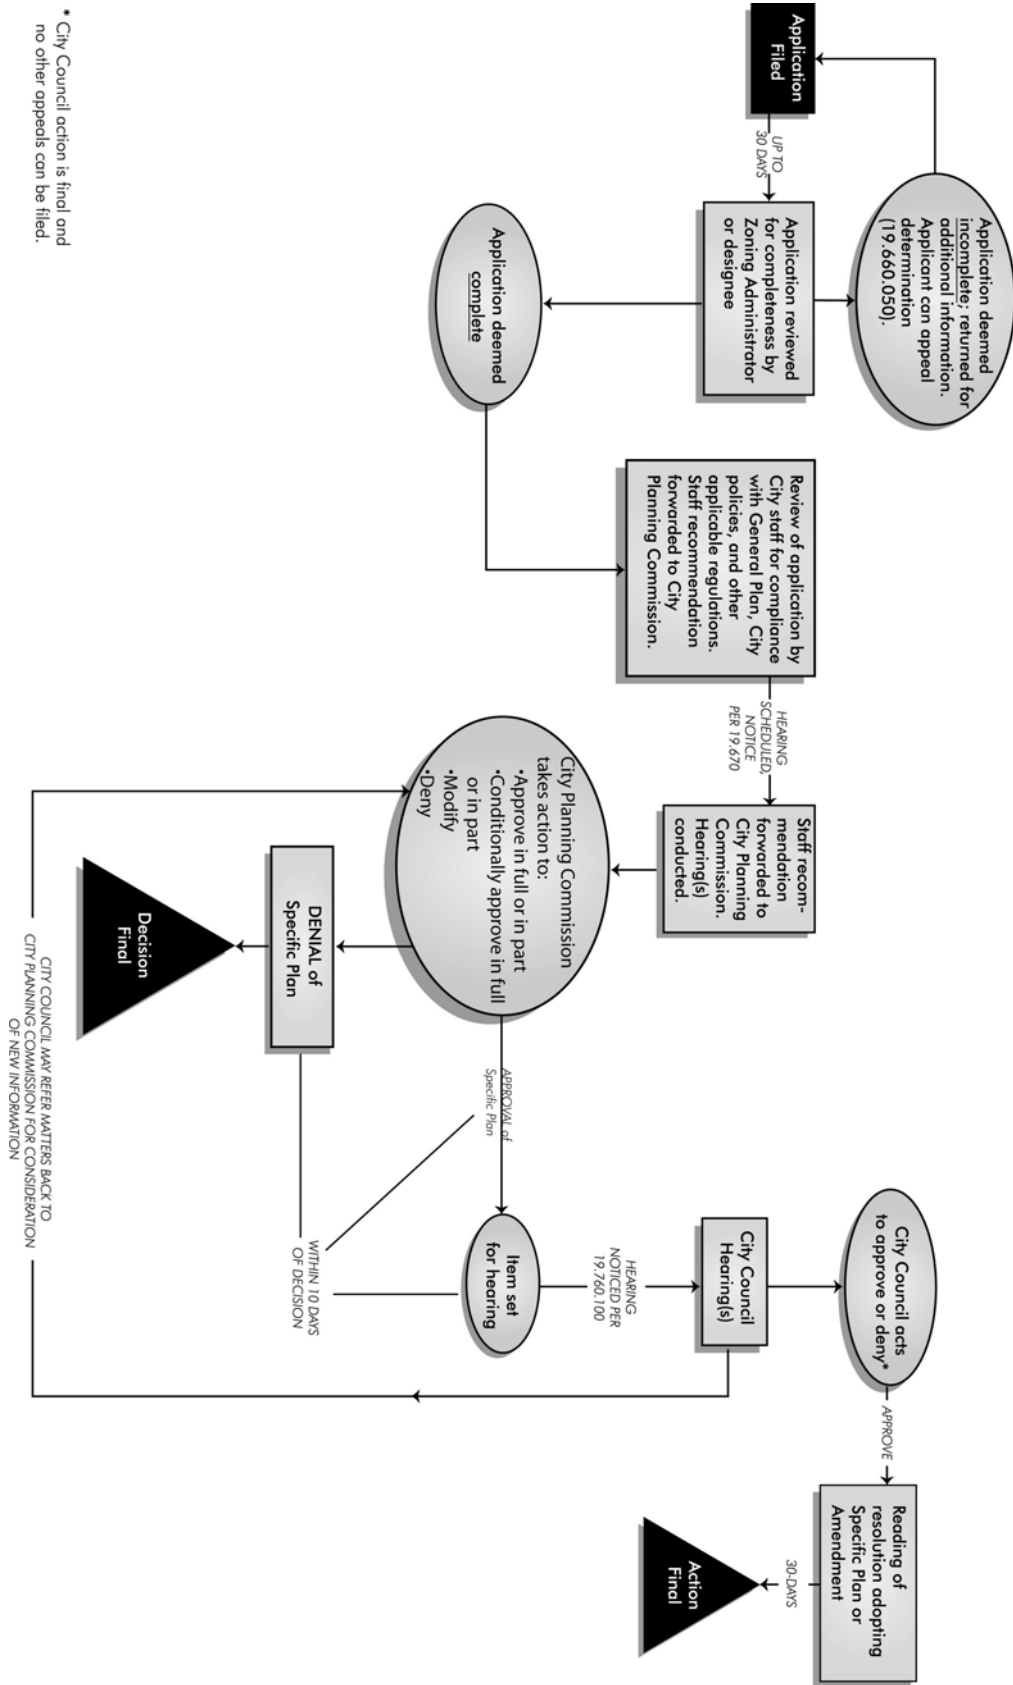 Application
Filed
UP TO
30 DAYS
Application deemed
incomplete; returned for
additional information.
Applicant can appeal
determination
(19.660.050).
Application reviewed
for completeness by
Zoning Administrator
or designee
Application deemed
complete
Review of application by
City staff for compliance
with General Plan, City
policies, and other
applicable regulations.
Staff recommendation
forwarded to City
Planning Commission.
HEARING
SCHEDULED,
NOTICE
PER 19.670
Staff recom-
mendation
forwarded to
City Planning
Commission.
Hearing(s)
conducted.
City Planning Commission
takes action to:
•Approve in full or in part
•Conditionally approve in full
or in part
•Modify
•Deny
DENIAL of
Specific Plan
Decision
Final
APPROVAL of
Specific Plan
WITHIN 10 DAYS
OF DECISION
Item set
for hearing
HEARING
NOTICED PER
19.760.100
City Council
Hearing(s)
City Council acts
to approve or deny*
APPROVE
Reading of
resolution adopting
Specific Plan or
Amendment
30-DAYS
Action
Final
CITY COUNCIL MAY REFER MATTERS BACK TO
CITY PLANNING COMMISSION FOR CONSIDERATION
OF NEW INFORMATION
* City Council action is final and
no other appeals can be filed.